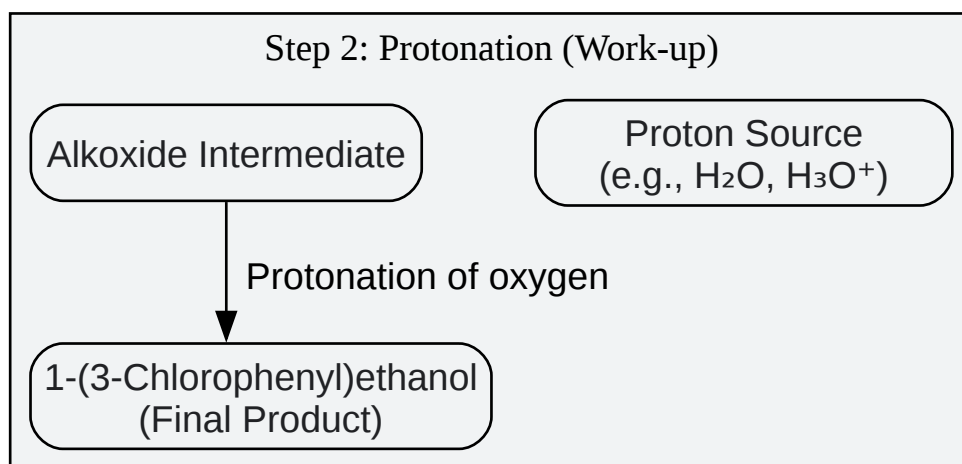 Step 2: Protonation (Work-up)
Alkoxide Intermediate
Proton Source
(e.g., H₂O, H₃O⁺)
Protonation of oxygen
1-(3-Chlorophenyl)ethanol
(Final Product)